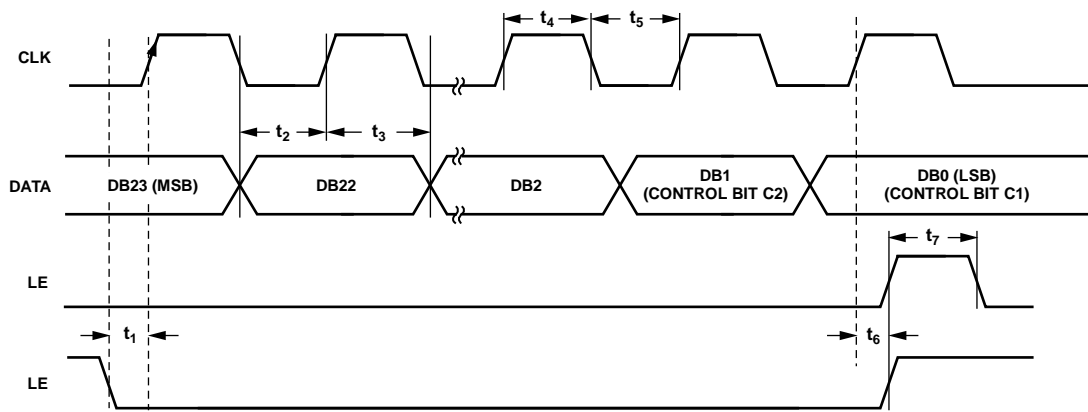 CLK
t4
t5
t2
t3
DATA
DB23 (MSB)
DB22
DB2
DB1
(CONTROL BIT C2)
DB0 (LSB)
(CONTROL BIT C1)
t7
LE
t1
t6
LE